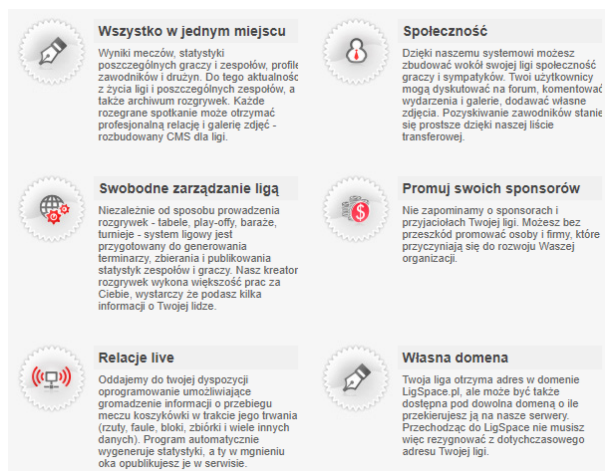 Wszystko w jednym miejscu
Wyniki meczów, statystyki
poszczególnych graczy i zespołów, profile
zawodników i drużyn. Do tego aktualnośc
z życia ligi i poszczególnych zespołów, a
także archiwum rozgrywek. Każde
rozegrane spotkanie może otrzymać
profesjonalną relację i galerię zdjęć -
rozbudowany CMS dla ligi.
Społeczność
Dzięki naszemu systemowi możesz
zbudować wokół swojej ligi społeczność
graczy i sympatyków. Twoi użytkownicy
mogą dyskutować na forum, komentować
wydarzenia i galerie, dodawać własne
zdjęcia. Pozyskiwanie zawodników stanie
się prostsze dzięki naszej liście
transferowej.
Swobodne zarządzanie ligą
Niezależnie od sposobu prowadzenia
rozgrywek - tabele, play-offy, baraże,
turnieje - system ligowy jest
przygotowany do generowania
terminarzy, zbierania i publikowania
statystyk zespołów i graczy. Nasz kreator
rozgrywek wykona większość prac za
Ciebie, wystarczy że podasz kilka
informacji o Twojej lidze.
Promuj swoich sponsorów
Nie zapominamy o sponsorach i
przyjaciołach Twojej ligi. Możesz bez
przeszkód promować osoby i firmy, które
przyczyniają się do rozwoju Waszej
organizacji.
Relacje live
Oddajemy do twojej dyspozycji
oprogramowanie umożliwiające
gromadzenie informacji o przebiegu
meczu koszykówki w trakcie jego trwania
(rzuty, faule, bloki, zbiórki i wiele innych
danych). Program automatycznie
wygeneruje statystyki, a ty w mgnieniu
oka opublikujesz je w serwisie.
Własna domena
Twoja liga otrzyma adres w domenie
LigSpace.pl, ale może być także
dostępna pod dowolna domeną o ile
przekierujesz ją na nasze serwery.
Przechodząc do LigSpace nie musisz
więc rezygnować z dotychczasowego
adresu Twojej ligi.